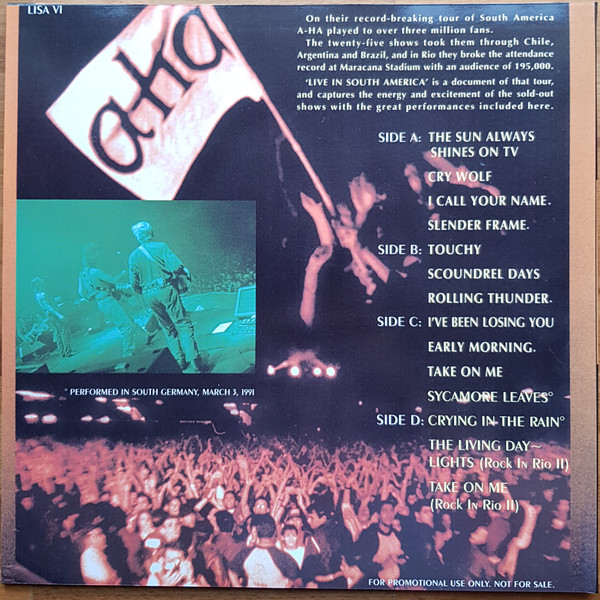 LISA VI
On their record-breaking tour of South America
A-HA played to over three million fans.
The twenty-five shows took them through Chile,
Argentina and Brazil, and in Rio they broke the attendance
record at Maracana Stadium with an audience of 195,000.
'LIVE IN SOUTH AMERICA' is a document of that tour,
and captures the energy and excitement of the sold-out
shows with the great performances included here.
a-ha
SIDE A: THE SUN ALWAYS
SHINES ON TV
CRY WOLF
I CALL YOUR NAME.
SLENDER FRAME.
SIDE B: TOUCHY
SCOUNDREL DAYS
ROLLING THUNDER.
SIDE C: I'VE BEEN LOSING YOU
EARLY MORNING.
TAKE ON ME
SYCAMORE LEAVES°
SIDE D: CRYING IN THE RAIN°
THE LIVING DAY~
LIGHTS (ROCK IN RIO II)
TAKE ON ME
(ROCK IN RIO II)
° PERFORMED IN SOUTH GERMANY, MARCH 3, 1991
FOR PROMOTIONAL USE ONLY. NOT FOR SALE.